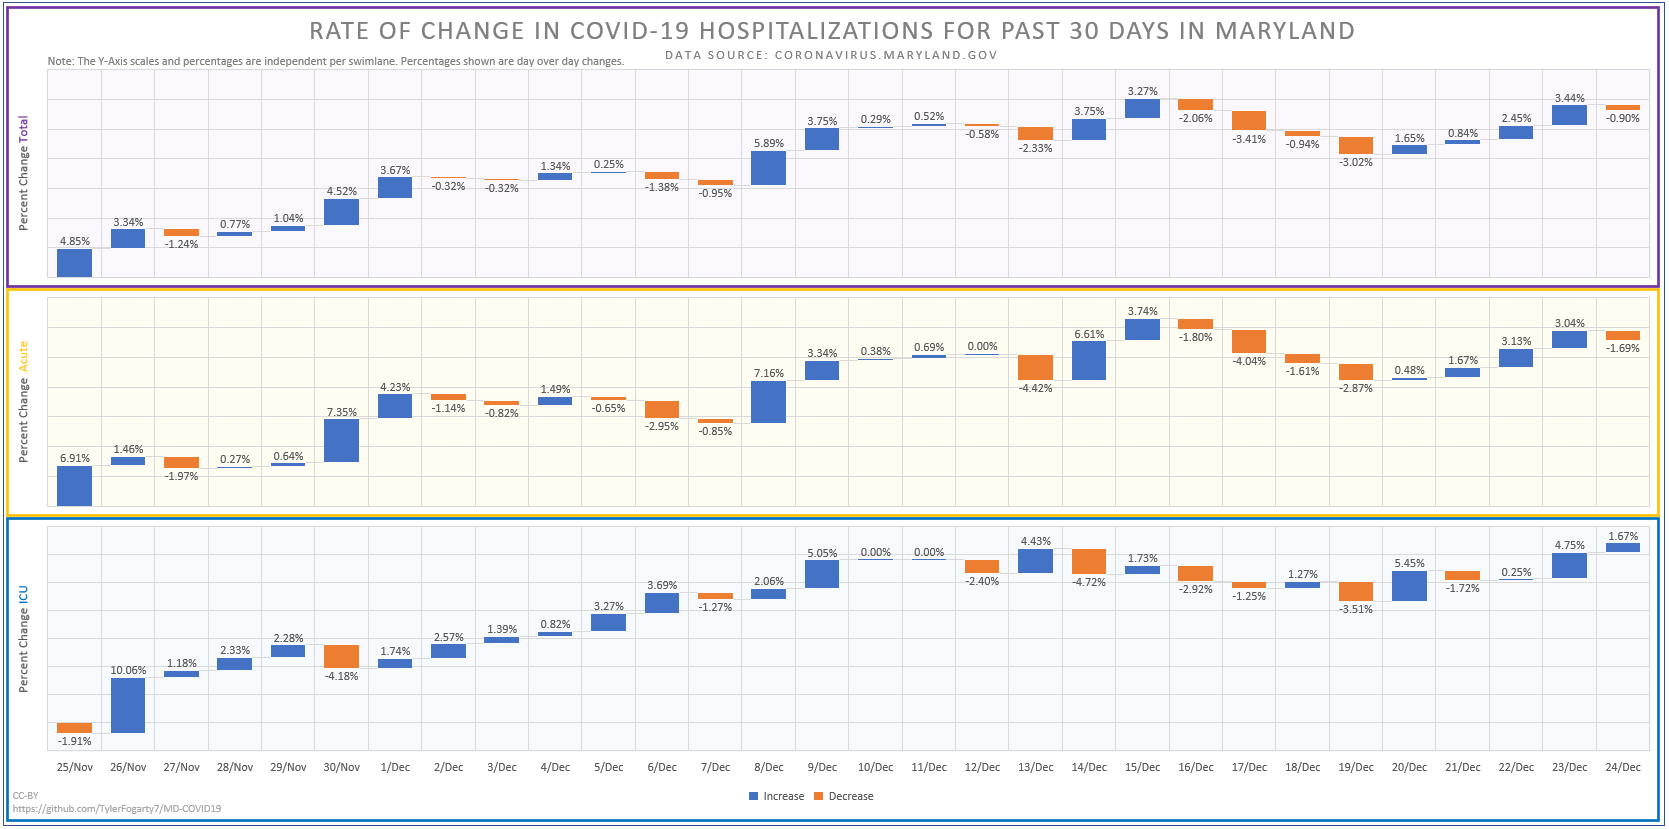 RATE OF CHANGE IN COVID-19 HOSPITALIZATIONS FOR PAST 30 DAYS IN MARYLAND
DATA SOURCE: CORONAVIRUS.MARYLAND.GOV
Note: The Y-Axis scales and percentages are independent per swimlane. Percentages shown are day over day changes.
Percent Change Total
4.85% 3.34% -1.24% 0.77% 1.04% 4.52% 3.67% -0.32% -0.32% 1.34% 0.25% -1.38% -0.95% 5.89% 3.75% 0.29% 0.52% -0.58% -2.33% 3.75% 3.27% -2.06% -3.41% -0.94% -3.02% 1.65% 0.84% 2.45% 3.44% -0.90%
Percent Change Acute
6.91% 1.46% -1.97% 0.27% 0.64% 7.35% 4.23% -1.14% -0.82% 1.49% -0.65% -2.95% -0.85% 7.16% 3.34% 0.38% 0.69% 0.00% -4.42% 6.61% 3.74% -1.80% -4.04% -1.61% -2.87% 0.48% 1.67% 3.13% 3.04% -1.69%
Percent Change ICU
-1.91% 10.06% 1.18% 2.33% 2.28% -4.18% 1.74% 2.57% 1.39% 0.82% 3.27% 3.69% -1.27% 2.06% 5.05% 0.00% 0.00% -2.40% 4.43% -4.72% 1.73% -2.92% -1.25% 1.27% -3.51% 5.45% -1.72% 0.25% 4.75% 1.67%
25/Nov 26/Nov 27/Nov 28/Nov 29/Nov 30/Nov 1/Dec 2/Dec 3/Dec 4/Dec 5/Dec 6/Dec 7/Dec 8/Dec 9/Dec 10/Dec 11/Dec 12/Dec 13/Dec 14/Dec 15/Dec 16/Dec 17/Dec 18/Dec 19/Dec 20/Dec 21/Dec 22/Dec 23/Dec 24/Dec
Increase Decrease
CC-BY
https://github.com/TylerFogarty7/MD-COVID19